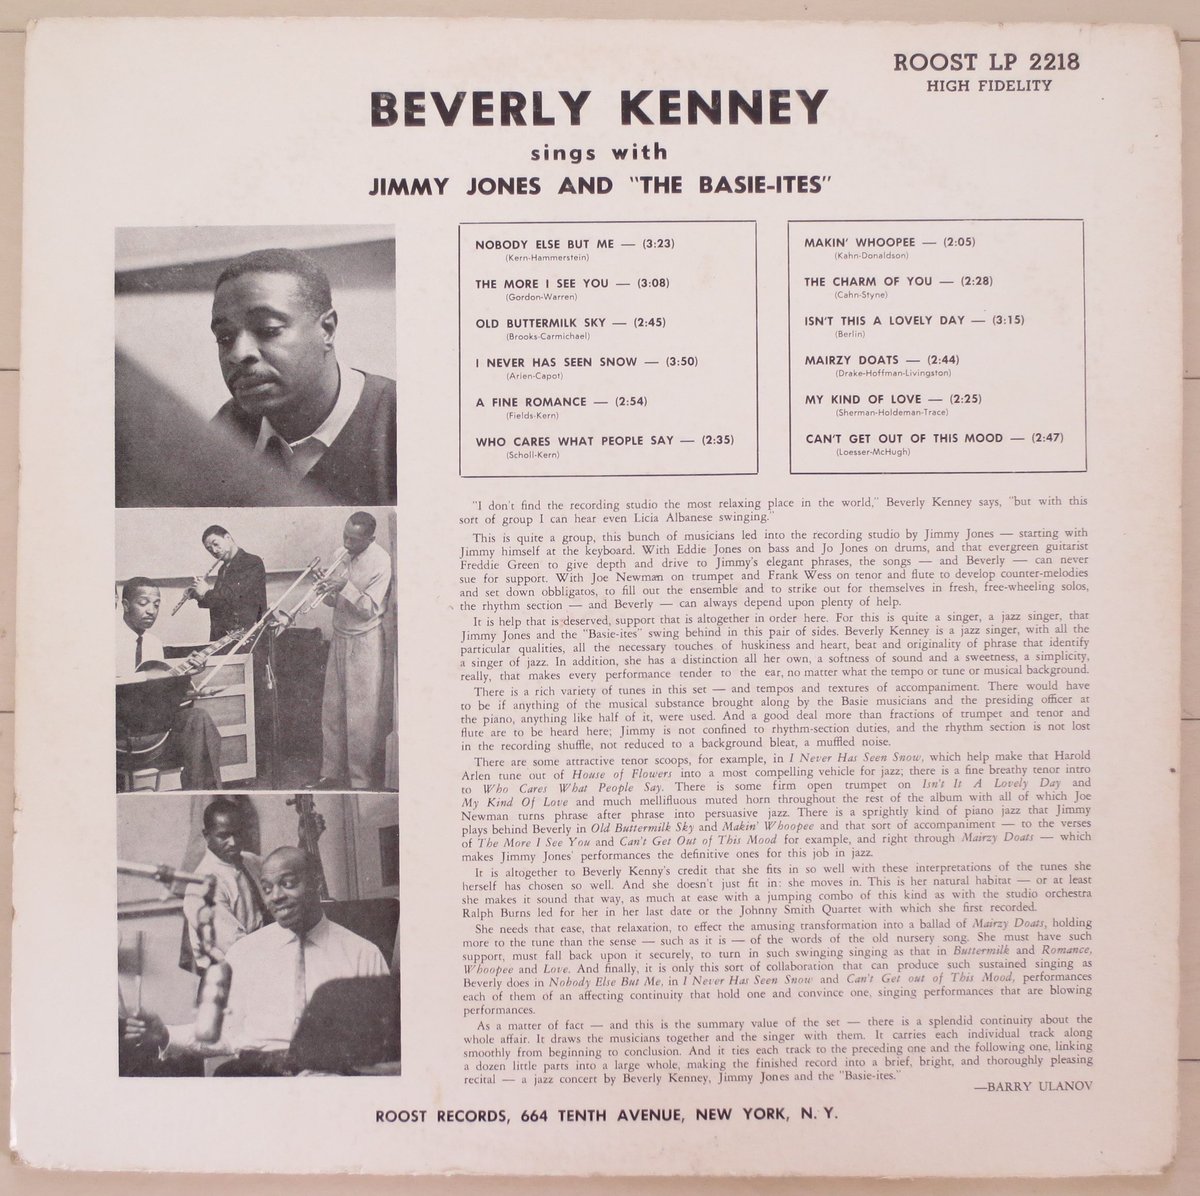 ROOST LP 2218
HIGH FIDELITY
BEVERLY KENNEY
sings with
JIMMY JONES AND "THE BASIE-ITES"
NOBODY ELSE BUT ME — (3:23)
(Kern-Hammerstein)
THE MORE I SEE YOU — (3:08)
(Gordon-Warren)
OLD BUTTERMILK SKY — (2:45)
(Brooks-Carmichael)
I NEVER HAS SEEN SNOW — (3:50)
(Arlen-Capot)
A FINE ROMANCE — (2:54)
(Fields-Kern)
WHO CARES WHAT PEOPLE SAY — (2:35)
(Scholl-Kern)
MAKIN' WHOOPEE — (2:05)
(Kahn-Donaldson)
THE CHARM OF YOU — (2:28)
(Cahn-Styne)
ISN'T THIS A LOVELY DAY — (3:15)
(Berlin)
MAIRZY DOATS — (2:44)
(Drake-Hoffman-Livingston)
MY KIND OF LOVE — (2:25)
(Sherman-Holdeman-Trace)
CAN'T GET OUT OF THIS MOOD — (2:47)
(Loesser-McHugh)
"I don't find the recording studio the most relaxing place in the world," Beverly Kenney says, "but with this
sort of group I can hear even Licia Albanese swinging."
This is quite a group, this bunch of musicians led into the recording studio by Jimmy Jones — starting with
Jimmy himself at the keyboard. With Eddie Jones on bass and Jo Jones on drums, and that evergreen guitarist
Freddie Green to give depth and drive to Jimmy's elegant phrases, the songs — and Beverly — can never
sue for support. With Joe Newman on trumpet and Frank Wess on tenor and flute to develop counter-melodies
and set down obbligatos, to fill out the ensemble and to strike out for themselves in fresh, free-wheeling solos,
the rhythm section — and Beverly — can always depend upon plenty of help.
It is help that is deserved, support that is altogether in order here. For this is quite a singer, a jazz singer, that
Jimmy Jones and the "Basie-ites" swing behind in this pair of sides. Beverly Kenney is a jazz singer, with all the
particular qualities, all the necessary touches of huskiness and heart, beat and originality of phrase that identify
a singer of jazz. In addition, she has a distinction all her own, a softness of sound and a sweetness, a simplicity,
really, that makes every performance tender to the ear, no matter what the tempo or tune or musical background.
There is a rich variety of tunes in this set — and tempos and textures of accompaniment. There would have
to be if anything of the musical substance brought along by the Basie musicians and the presiding officer at
the piano, anything like half of it, were used. And a good deal more than fractions of trumpet and tenor and
flute are to be heard here; Jimmy is not confined to rhythm-section duties, and the rhythm section is not lost
in the recording shuffle, not reduced to a background bleat, a muffled noise.
There are some attractive tenor scoops, for example, in I Never Has Seen Snow, which help make that Harold
Arlen tune out of House of Flowers into a most compelling vehicle for jazz; there is a fine breathy tenor intro
to Who Cares What People Say. There is some firm open trumpet on Isn't It A Lovely Day and
My Kind Of Love and much mellifluous muted horn throughout the rest of the album with all of which Joe
Newman turns phrase after phrase into persuasive jazz. There is a sprightly kind of piano jazz that Jimmy
plays behind Beverly in Old Buttermilk Sky and Makin' Whoopee and that sort of accompaniment — to the verses
of The More I See You and Can't Get Out of This Mood for example, and right through Mairzy Doats — which
makes Jimmy Jones' performances the definitive ones for this job in jazz.
It is altogether to Beverly Kenny's credit that she fits in so well with these interpretations of the tunes she
herself has chosen so well. And she doesn't just fit in: she moves in. This is her natural habitat — or at least
she makes it sound that way, as much at ease with a jumping combo of this kind as with the studio orchestra
Ralph Burns led for her in her last date or the Johnny Smith Quartet with which she first recorded.
She needs that ease, that relaxation, to effect the amusing transformation into a ballad of Mairzy Doats, holding
more to the tune than the sense — such as it is — of the words of the old nursery song. She must have such
support, must fall back upon it securely, to turn in such swinging singing as that in Buttermilk and Romance,
Whoopee and Love. And finally, it is only this sort of collaboration that can produce such sustained singing as
Beverly does in Nobody Else But Me, in I Never Has Seen Snow and Can't Get out of This Mood, performances
each of them of an affecting continuity that hold one and convince one, singing performances that are blowing
performances.
As a matter of fact — and this is the summary value of the set — there is a splendid continuity about the
whole affair. It draws the musicians together and the singer with them. It carries each individual track along
smoothly from beginning to conclusion. And it ties each track to the preceding one and the following one, linking
a dozen little parts into a large whole, making the finished record into a brief, bright, and thoroughly pleasing
recital — a jazz concert by Beverly Kenney, Jimmy Jones and the "Basie-ites."
—BARRY ULANOV
ROOST RECORDS, 664 TENTH AVENUE, NEW YORK, N. Y.